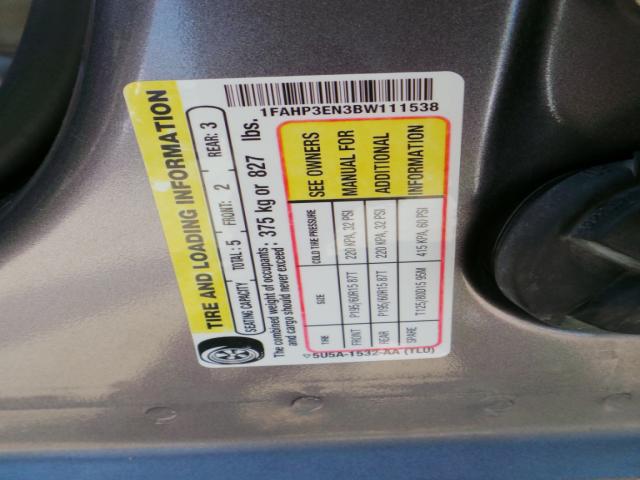 1FAHP3EN3BW111538
TIRE AND LOADING INFORMATION
SEATING CAPACITY TOTAL: 5 FRONT: 2 REAR: 3
The combined weight of occupants and cargo should never exceed: 375 kg or 827 lbs.
TIRE SIZE COLD TIRE PRESSURE SEE OWNERS
FRONT P195/60R15 87T 220 KPA, 32 PSI MANUAL FOR
REAR P195/60R15 87T 220 KPA, 32 PSI ADDITIONAL
SPARE T125/80D15 95M 415 KPA, 60 PSI INFORMATION
5U5A-1532-AA (TLU)